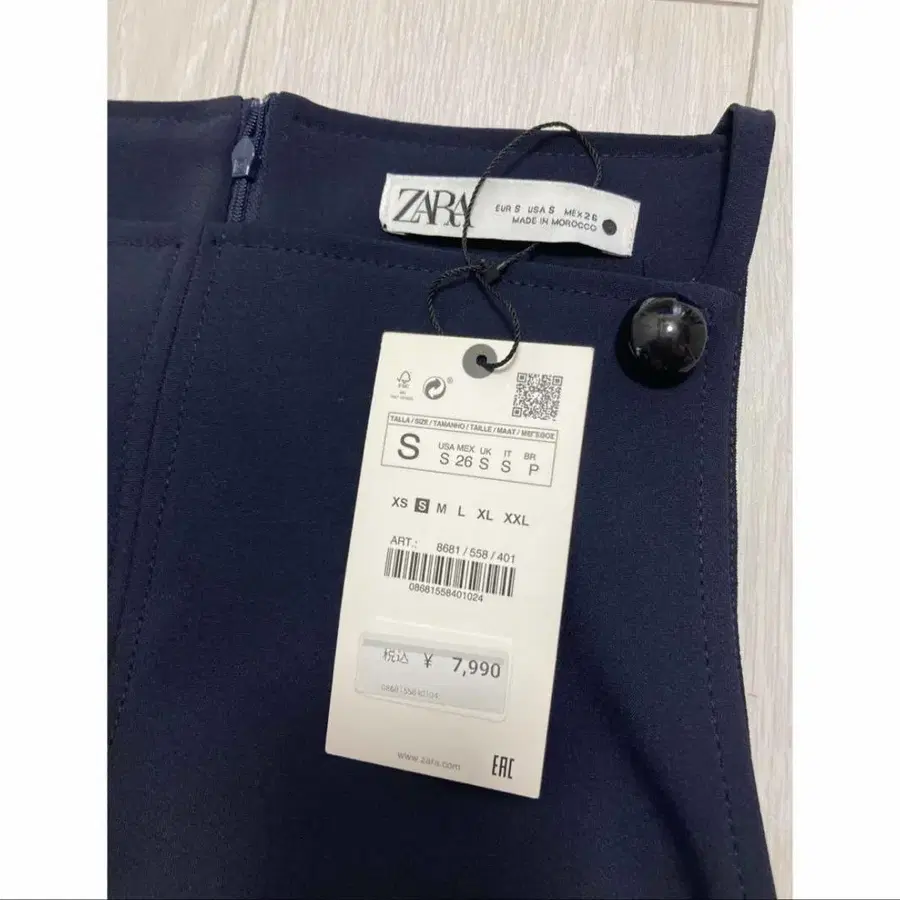 ZARA
EUR S USA S MEX 26
MADE IN MOROCCO
TALLA / SIZE / TAMANHO / TAILLE / MAAT /
S
USA MEX UK IT BR
S 26 S S P
XS S M L XL XXL
ART.: 8681 / 558 / 401
08681558401024
税込 ¥ 7,990
www.zara.com
EAC